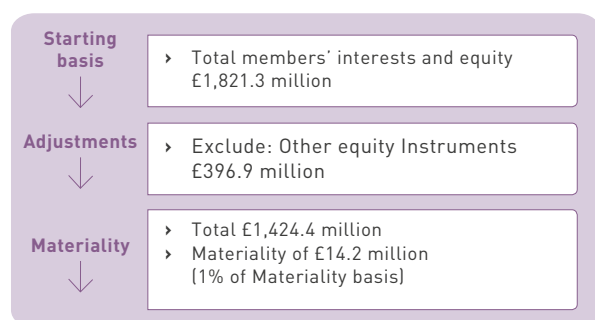 Starting
basis
› Total members’ interests and equity
£1,821.3 million
Adjustments
› Exclude: Other equity Instruments
£396.9 million
Materiality
› Total £1,424.4 million
› Materiality of £14.2 million
(1% of Materiality basis)